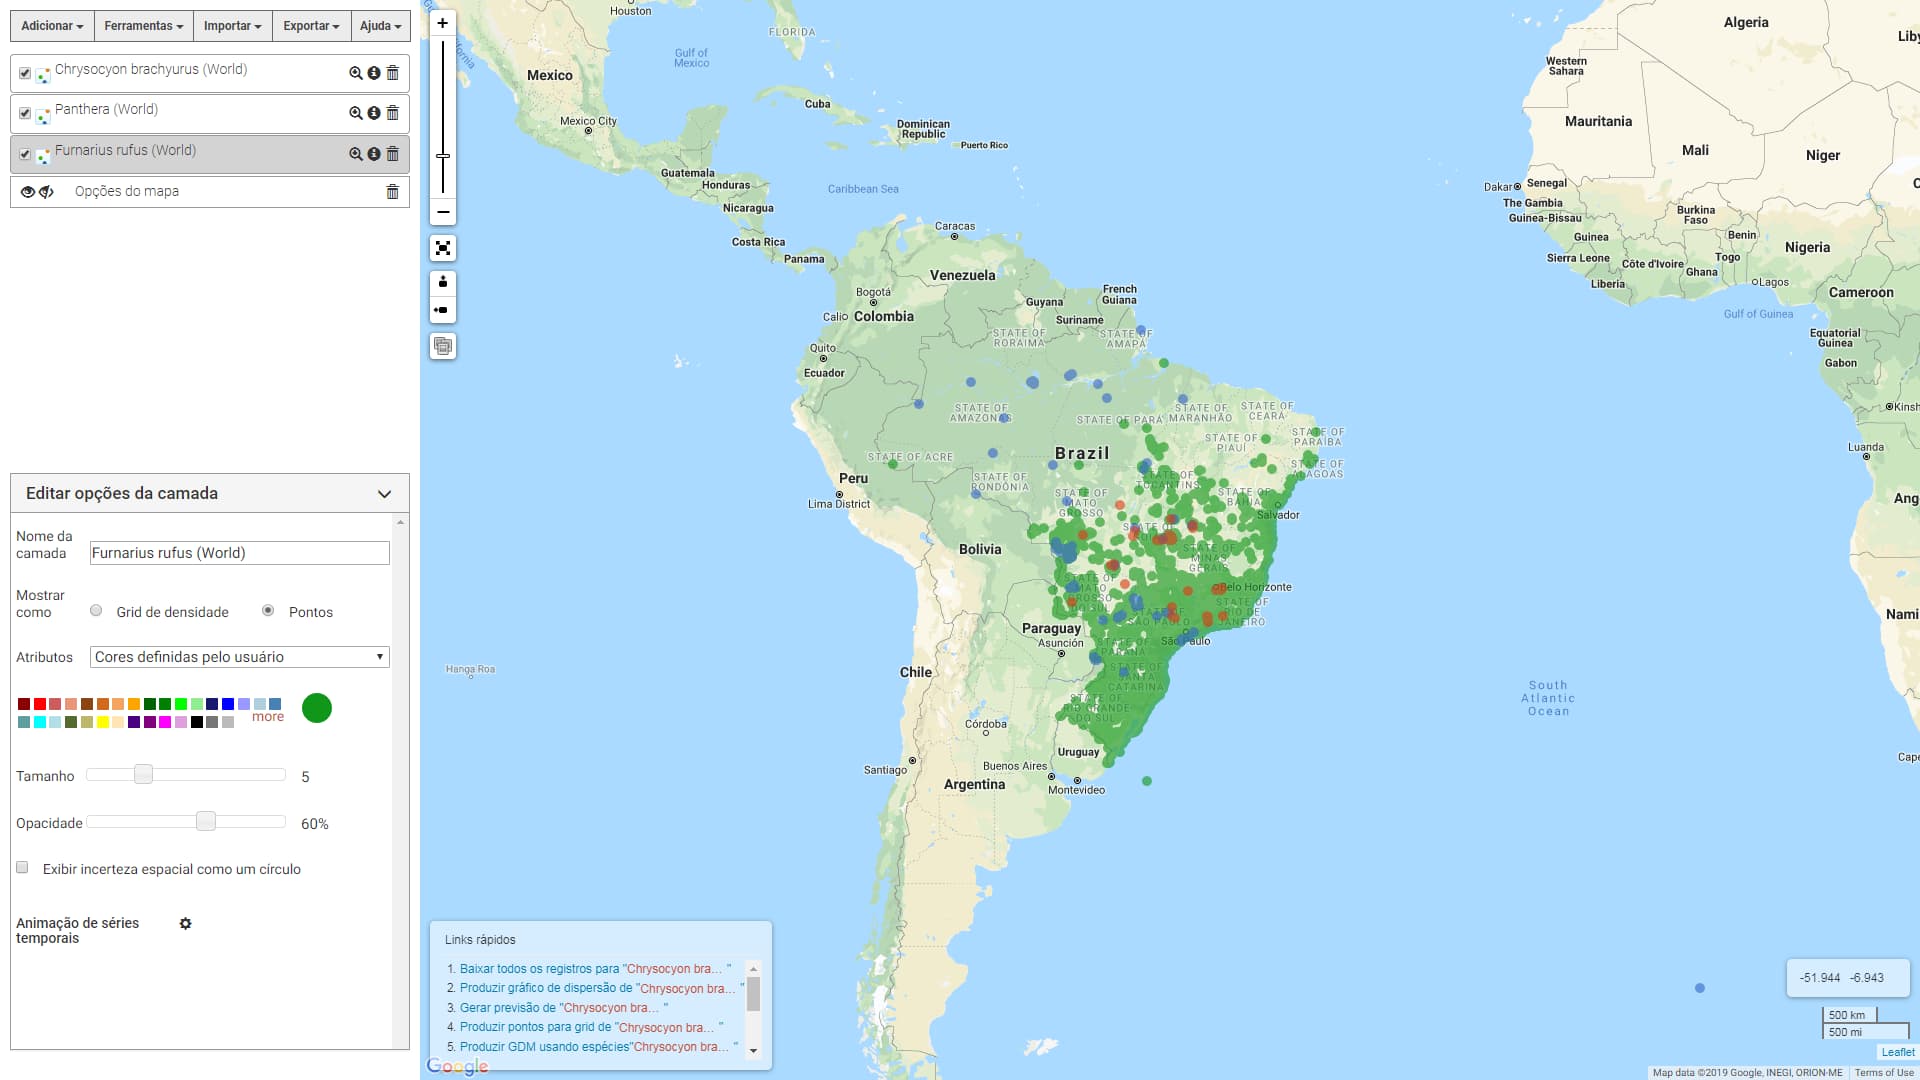 Adicionar
Ferramentas
Importar
Exportar
Ajuda
Chrysocyon brachyurus (World)
Panthera (World)
Furnarius rufus (World)
Opções do mapa
Editar opções da camada
Nome da camada
Furnarius rufus (World)
Mostrar como
Grid de densidade
Pontos
Atributos
Cores definidas pelo usuário
more
Tamanho
5
Opacidade
60%
Exibir incerteza espacial como um círculo
Animação de séries temporais
+
−
Houston
FLORIDA
Gulf of Mexico
Mexico
Mexico City
Cuba
Dominican Republic
Puerto Rico
Guatemala
Honduras
Caribbean Sea
Nicaragua
Costa Rica
Panama
Caracas
Venezuela
Bogotá
Calio
Colombia
Guyana
Suriname
French Guiana
STATE OF RORAIMA
STATE OF AMAPÁ
Quito
Ecuador
STATE OF AMAZONAS
STATE OF PARÁ
STATE OF MARANHÃO
STATE OF CEARÁ
STATE OF PARAÍBA
STATE OF PIAUÍ
STATE OF ALAGOAS
Brazil
STATE OF ACRE
STATE OF RONDÔNIA
STATE OF TOCANTINS
STATE OF MATO GROSSO
STATE OF BAHIA
Salvador
Peru
Lima District
Bolivia
STATE OF GOIÁS
STATE OF MINAS GERAIS
STATE OF MATO GROSSO DO SUL
Belo Horizonte
STATE OF RIO DE JANEIRO
STATE OF SÃO PAULO
São Paulo
Paraguay
Asunción
STATE OF PARANÁ
STATE OF SANTA CATARINA
STATE OF RIO GRANDE DO SUL
Chile
Hanga Roa
Córdoba
Uruguay
Santiago
Buenos Aires
Argentina
Montevideo
South Atlantic Ocean
Algeria
Western Sahara
Mauritania
Mali
Niger
Dakar
Senegal
The Gambia
Guinea-Bissau
Burkina Faso
Guinea
Benin
Sierra Leone
Côte d'Ivoire
Togo
Ghana
Nigeria
Liberia
Lagos
Cameroon
Gulf of Guinea
Equatorial Guinea
Gabon
Kinsh
Luanda
Ang
Nami
Cape
Liby
Links rápidos
1. Baixar todos os registros para "Chrysocyon bra… "
2. Produzir gráfico de dispersão de "Chrysocyon bra… "
3. Gerar previsão de "Chrysocyon bra… "
4. Produzir pontos para grid de "Chrysocyon bra… "
5. Produzir GDM usando espécies"Chrysocyon bra… "
Google
-51.944 -6.943
500 km
500 mi
Leaflet
Map data ©2019 Google, INEGI, ORION-ME
Terms of Use